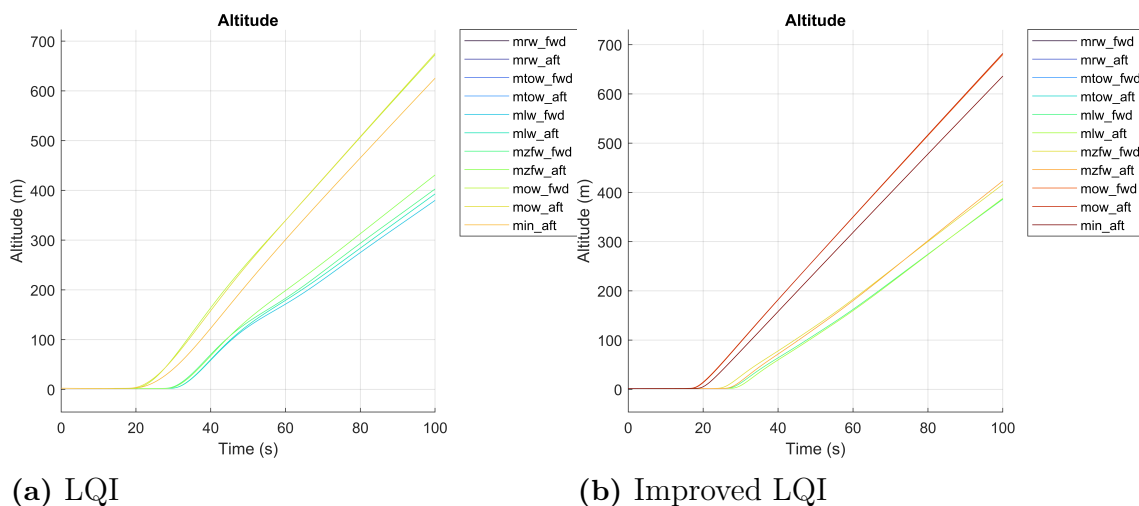 Altitude
700
600
500
400
300
200
100
0
Altitude (m)
0 20 40 60 80 100
Time (s)
mrw_fwd
mrw_aft
mtow_fwd
mtow_aft
mlw_fwd
mlw_aft
mzfw_fwd
mzfw_aft
mow_fwd
mow_aft
min_aft
(a) LQI
Altitude
700
600
500
400
300
200
100
0
Altitude (m)
0 20 40 60 80 100
Time (s)
mrw_fwd
mrw_aft
mtow_fwd
mtow_aft
mlw_fwd
mlw_aft
mzfw_fwd
mzfw_aft
mow_fwd
mow_aft
min_aft
(b) Improved LQI